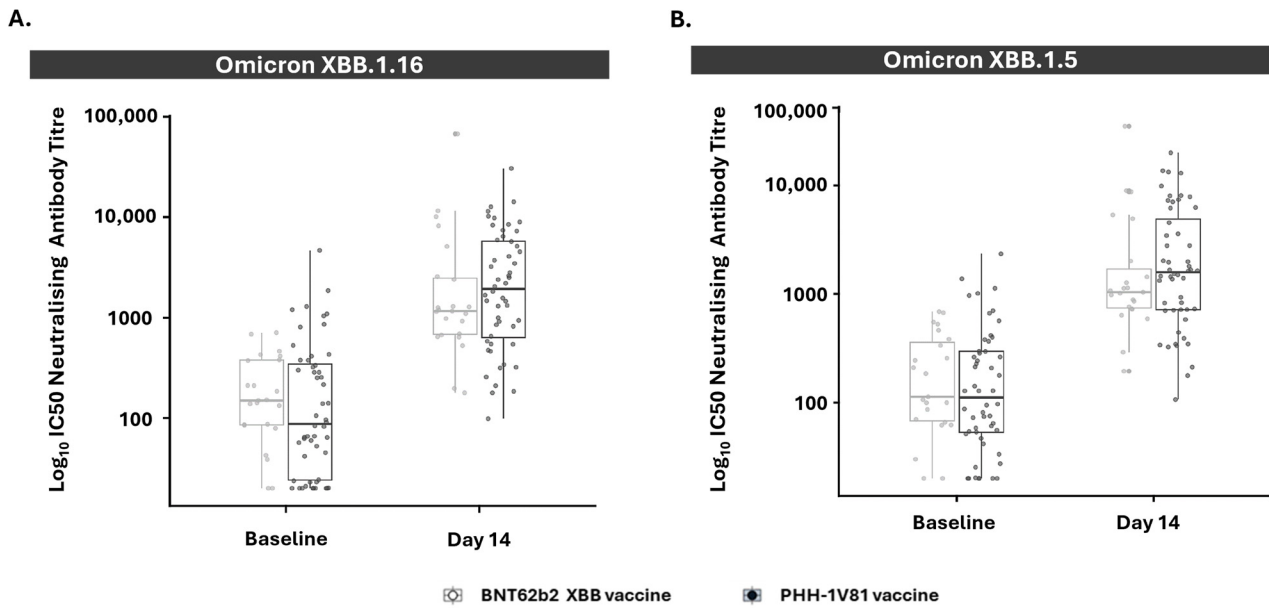 A.
Omicron XBB.1.16
Log10 IC50 Neutralising Antibody Titre
100,000
10,000
1000
100
Baseline
Day 14
B.
Omicron XBB.1.5
Log10 IC50 Neutralising Antibody Titre
100,000
10,000
1000
100
Baseline
Day 14
BNT62b2 XBB vaccine
PHH-1V81 vaccine